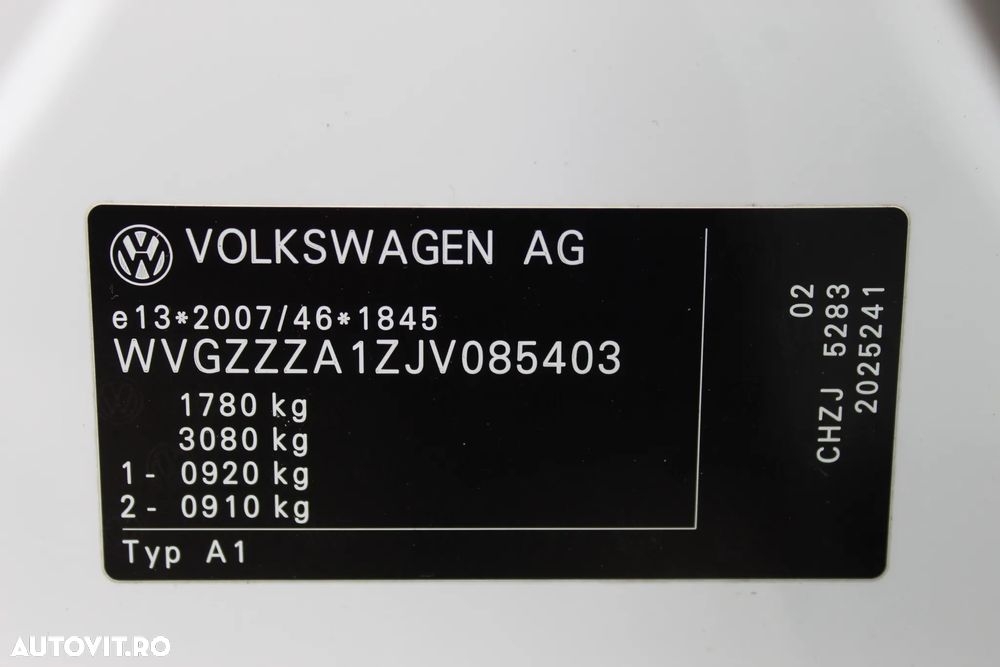 VOLKSWAGEN AG
e13*2007/46*1845
WVGZZZA1ZJV085403
1780 kg
3080 kg
1- 0920 kg
2- 0910 kg
Typ A1
02
CHZJ 5283
2025241
AUTOVIT.RO